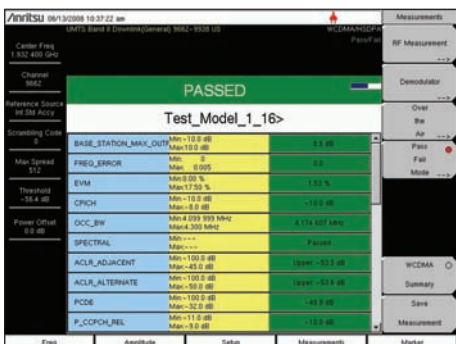 Anritsu 06/13/2008 10:37:22 am
Measurements
UMTS Band II Downlink(General) 9662 - 9938 US
WCDMA/HSDPA
Pass/Fail
Center Freq
1 932.400 GHz
Channel
9662
Reference Source
Int Std Accy
Scrambling Code
0
Max Spread
512
Threshold
-56.4 dB
Power Offset
0.0 dB
PASSED
Test_Model_1_16>
BASE_STATION_MAX_OUTP Min:-10.0 dB Max:10.0 dB
FREQ_ERROR Min: 0 Max: 0.005
EVM Min:0.00 % Max:17.50 % 1.53 %
CPICH Min:-10.0 dB Max:-8.0 dB -10.0 dB
OCC_BW Min:4.099 999 MHz Max:4.300 MHz
SPECTRAL Min:--- Max:--- Passed
ACLR_ADJACENT Min:-100.0 dB Max:-45.0 dB
ACLR_ALTERNATE Min:-100.0 dB Max:-50.0 dB
PCDE Min:-100.0 dB Max:-32.0 dB
P_CCPCH_REL Min:-11.0 dB Max:-9.0 dB
RF Measurement
-->
Demodulator
-->
Over
the
Air -->
Pass
Fail
Mode -->
WCDMA
Summary
Save
Measurement
Freq Amplitude Setup Measurements Marker